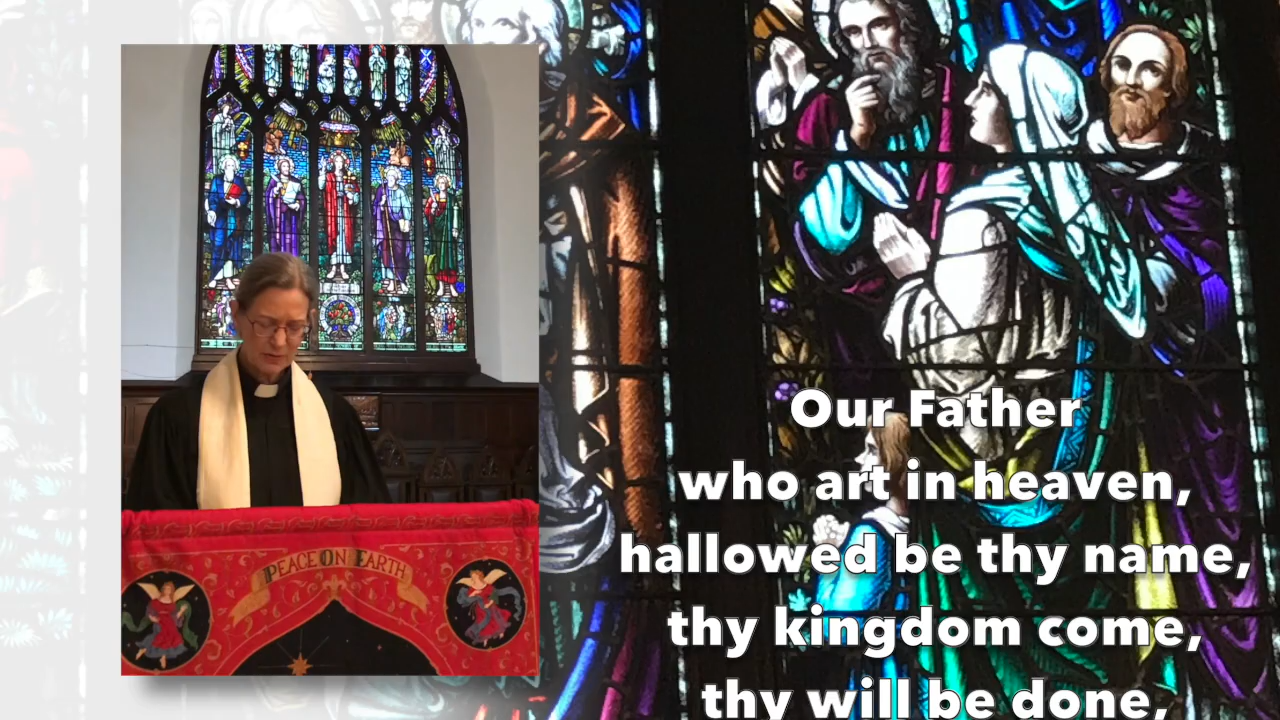 PEACE ON EARTH
Our Father
who art in heaven,
hallowed be thy name,
thy kingdom come,
thy will be done,